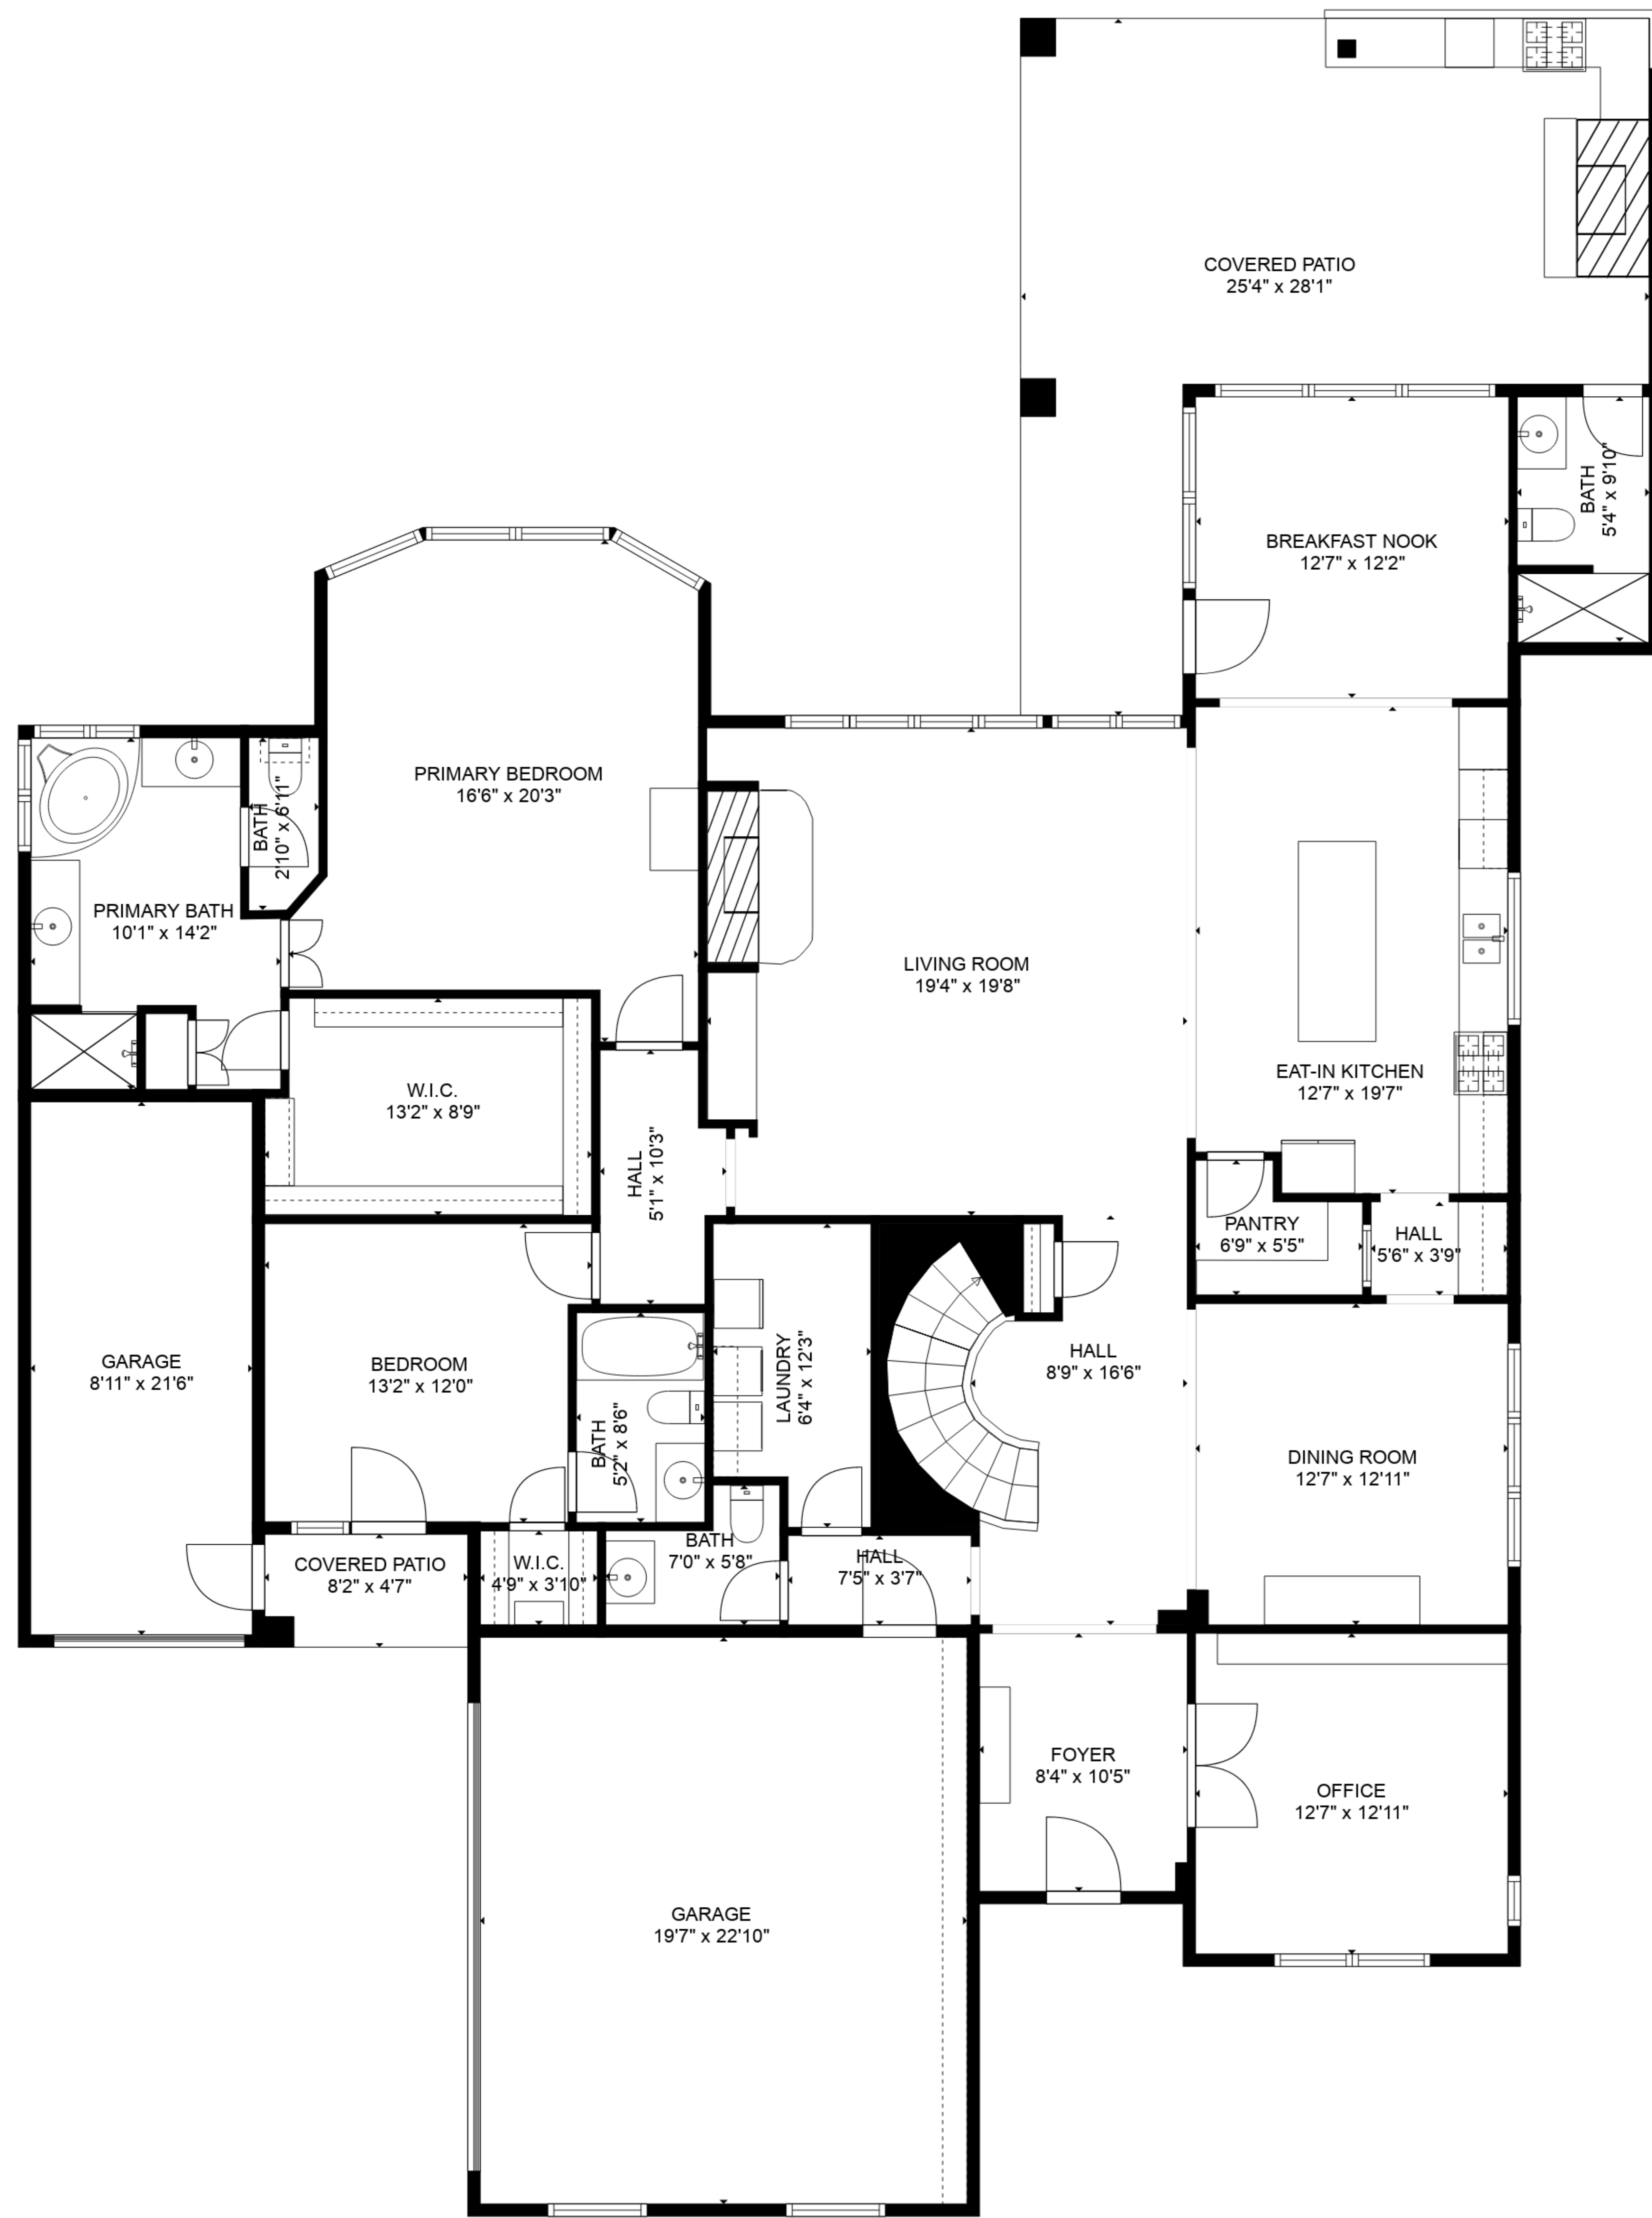 COVERED PATIO
25'4" x 28'1"
BREAKFAST NOOK
12'7" x 12'2"
BATH
5'4" x 9'10"
PRIMARY BEDROOM
16'6" x 20'3"
BATH
2'10" x 6'11"
PRIMARY BATH
10'1" x 14'2"
LIVING ROOM
19'4" x 19'8"
EAT-IN KITCHEN
12'7" x 19'7"
W.I.C.
13'2" x 8'9"
HALL
5'1" x 10'3"
PANTRY
6'9" x 5'5"
HALL
5'6" x 3'9"
GARAGE
8'11" x 21'6"
BEDROOM
13'2" x 12'0"
LAUNDRY
6'4" x 12'3"
HALL
8'9" x 16'6"
BATH
5'2" x 8'6"
DINING ROOM
12'7" x 12'11"
COVERED PATIO
8'2" x 4'7"
W.I.C.
4'9" x 3'10"
BATH
7'0" x 5'8"
HALL
7'5" x 3'7"
FOYER
8'4" x 10'5"
OFFICE
12'7" x 12'11"
GARAGE
19'7" x 22'10"